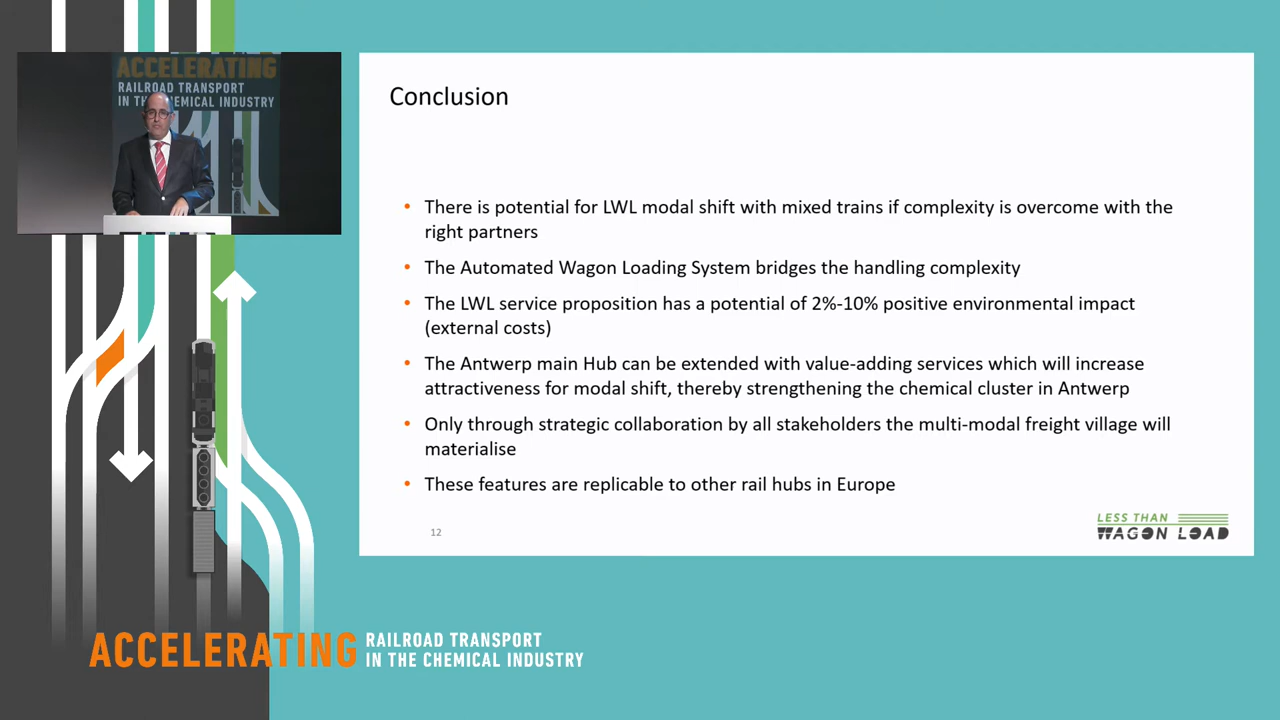 ACCELERATING
RAILROAD TRANSPORT
IN THE CHEMICAL INDUSTRY
Conclusion
• There is potential for LWL modal shift with mixed trains if complexity is overcome with the
right partners
• The Automated Wagon Loading System bridges the handling complexity
• The LWL service proposition has a potential of 2%-10% positive environmental impact
(external costs)
• The Antwerp main Hub can be extended with value-adding services which will increase
attractiveness for modal shift, thereby strengthening the chemical cluster in Antwerp
• Only through strategic collaboration by all stakeholders the multi-modal freight village will
materialise
• These features are replicable to other rail hubs in Europe
12
LESS THAN
WAGON LOAD
ACCELERATING
RAILROAD TRANSPORT
IN THE CHEMICAL INDUSTRY